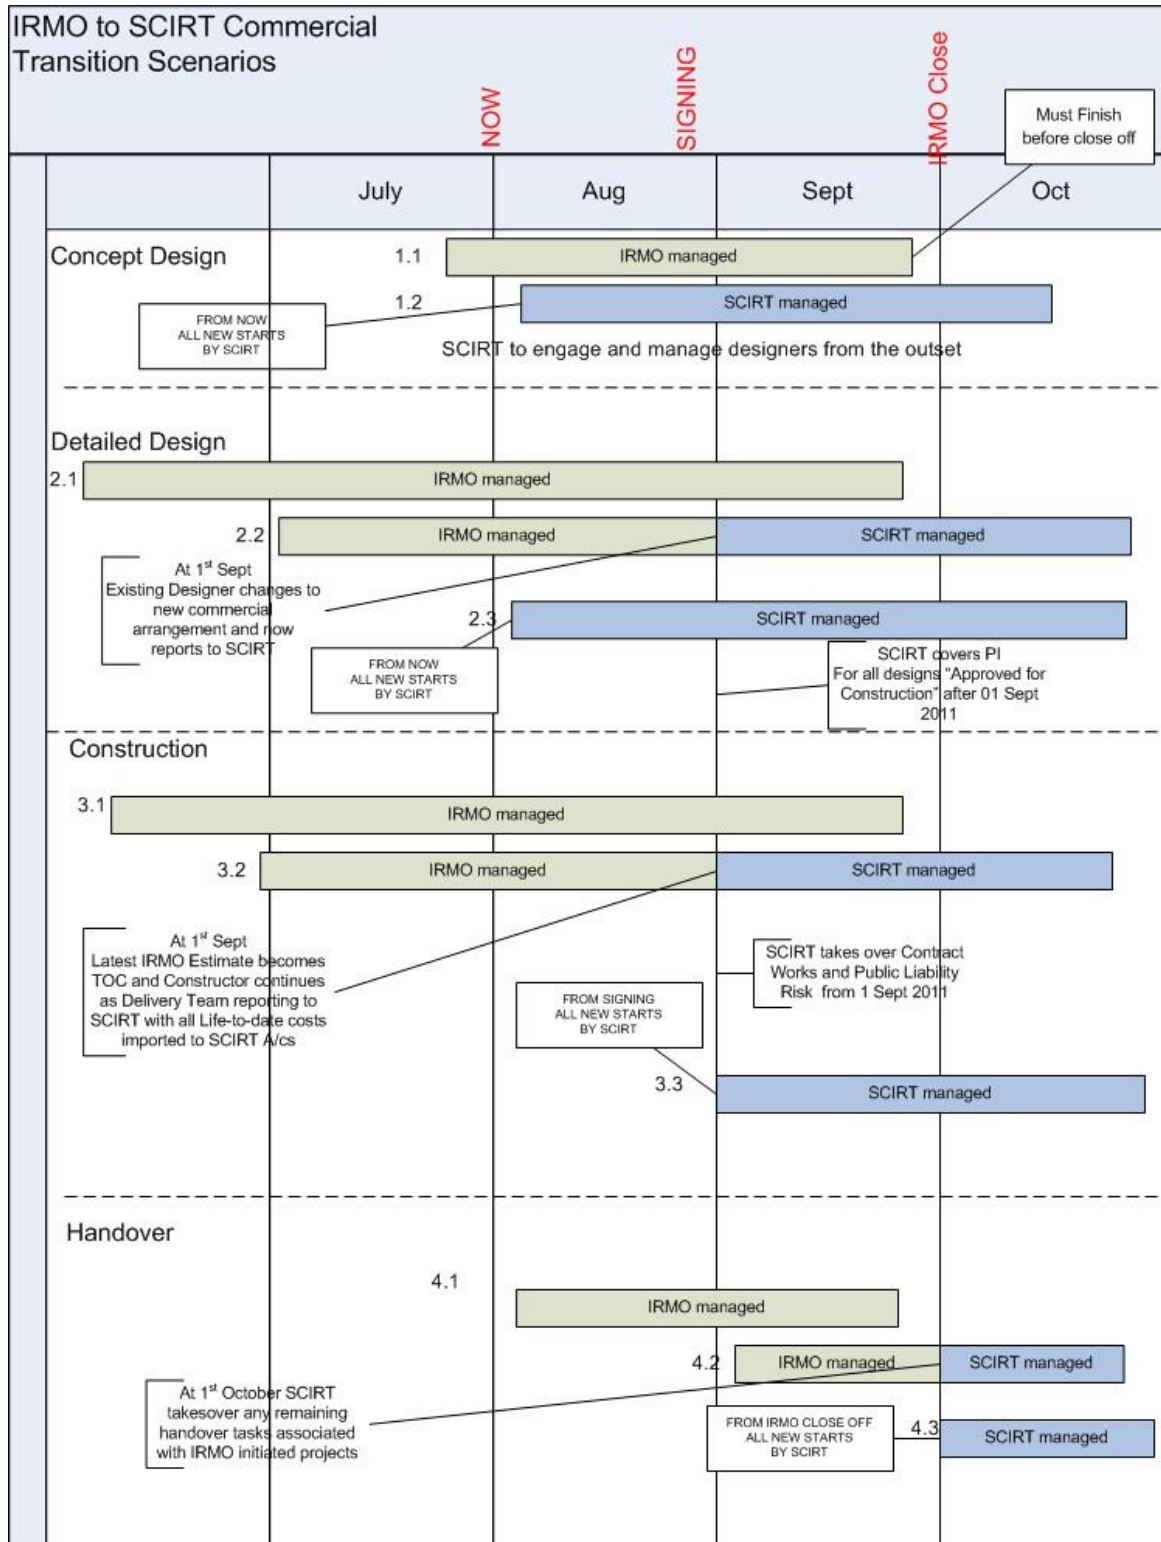 IRMO to SCIRT Commercial
Transition Scenarios
NOW
SIGNING
IRMO Close
Must Finish
before close off
July
Aug
Sept
Oct
Concept Design
1.1
IRMO managed
1.2
SCIRT managed
FROM NOW
ALL NEW STARTS
BY SCIRT
SCIRT to engage and manage designers from the outset
Detailed Design
2.1
IRMO managed
2.2
IRMO managed
SCIRT managed
At 1st Sept
Existing Designer changes to
new commercial
arrangement and now
reports to SCIRT
2.3
SCIRT managed
FROM NOW
ALL NEW STARTS
BY SCIRT
SCIRT covers PI
For all designs “Approved for
Construction” after 01 Sept
2011
Construction
3.1
IRMO managed
3.2
IRMO managed
SCIRT managed
At 1st Sept
Latest IRMO Estimate becomes
TOC and Constructor continues
as Delivery Team reporting to
SCIRT with all Life-to-date costs
imported to SCIRT A/cs
SCIRT takes over Contract
Works and Public Liability
Risk from 1 Sept 2011
FROM SIGNING
ALL NEW STARTS
BY SCIRT
3.3
SCIRT managed
Handover
4.1
IRMO managed
4.2
IRMO managed
SCIRT managed
At 1st October SCIRT
takesover any remaining
handover tasks associated
with IRMO initiated projects
FROM IRMO CLOSE OFF
ALL NEW STARTS
BY SCIRT
4.3
SCIRT managed